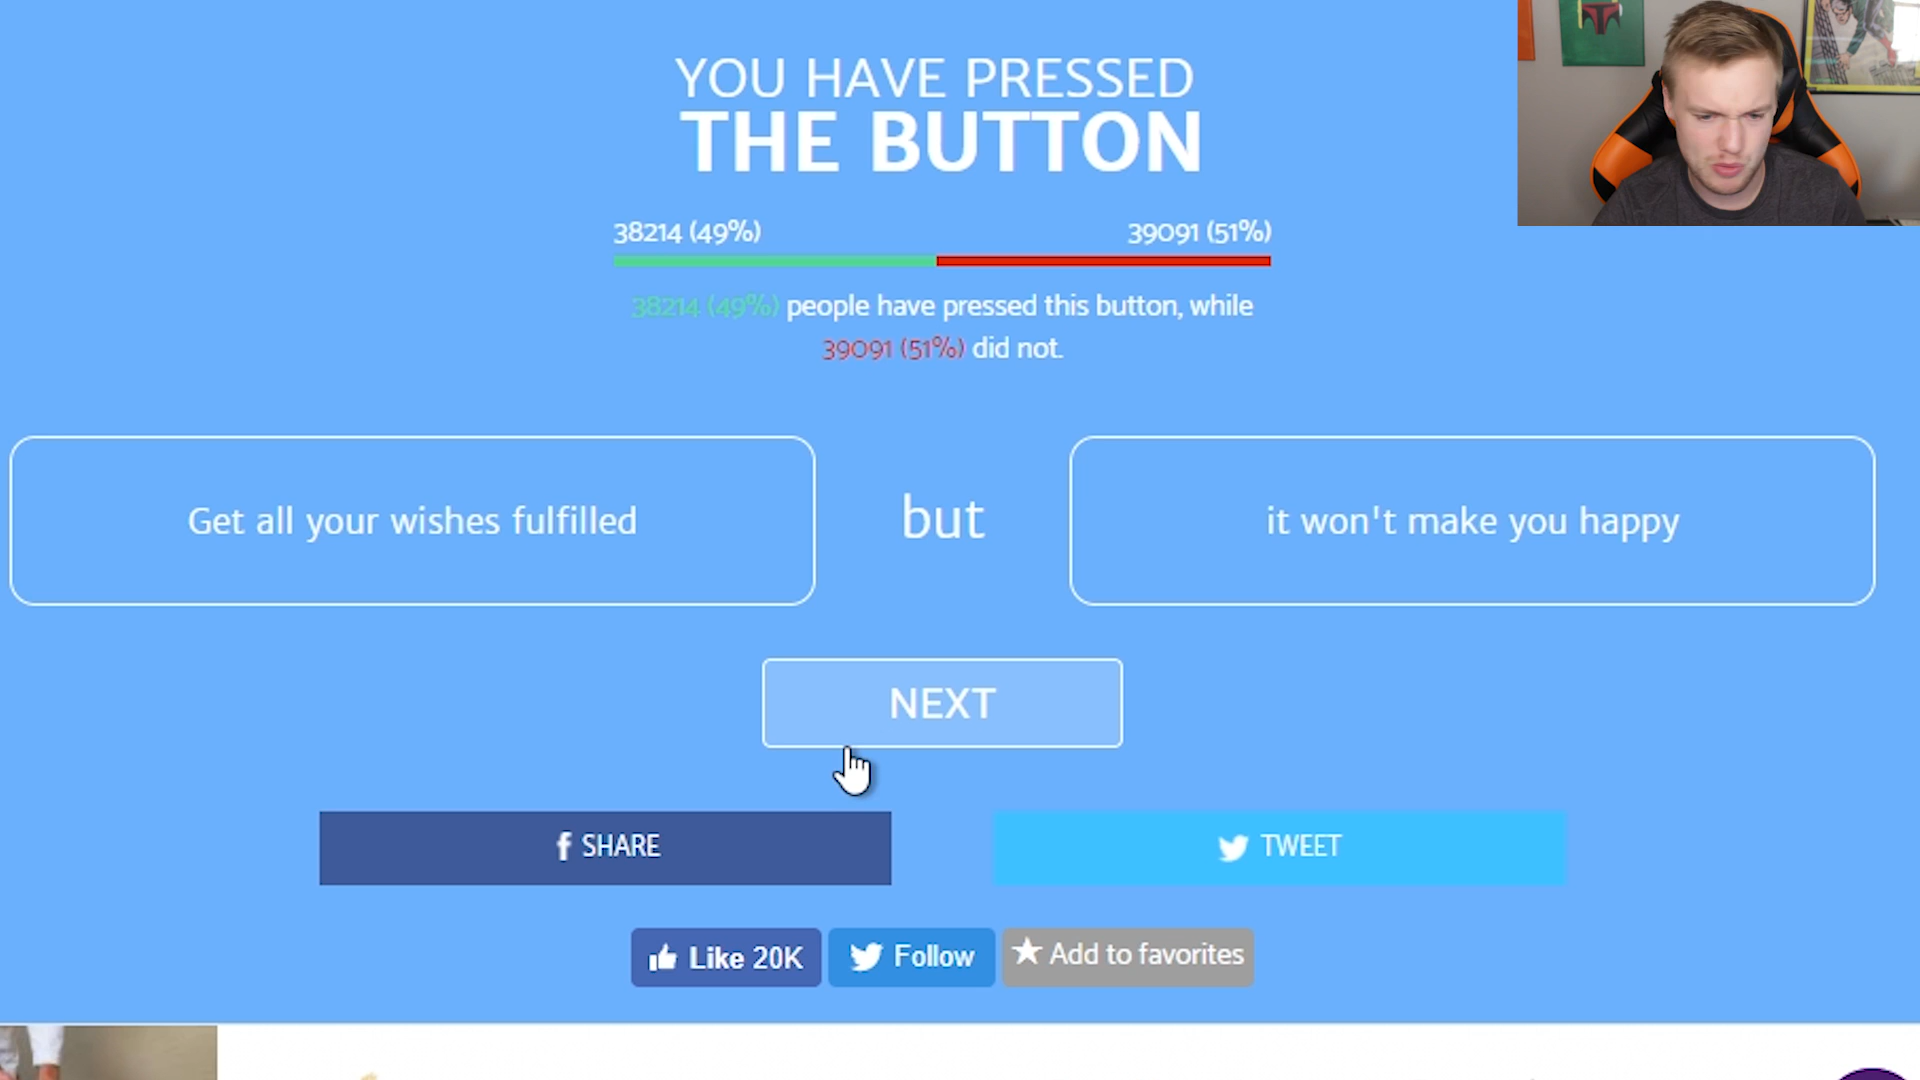 YOU HAVE PRESSED
THE BUTTON
38214 (49%) 39091 (51%)
38214 (49%) people have pressed this button, while
39091 (51%) did not.
Get all your wishes fulfilled
but
it won't make you happy
NEXT
SHARE
TWEET
Like 20K
Follow
Add to favorites